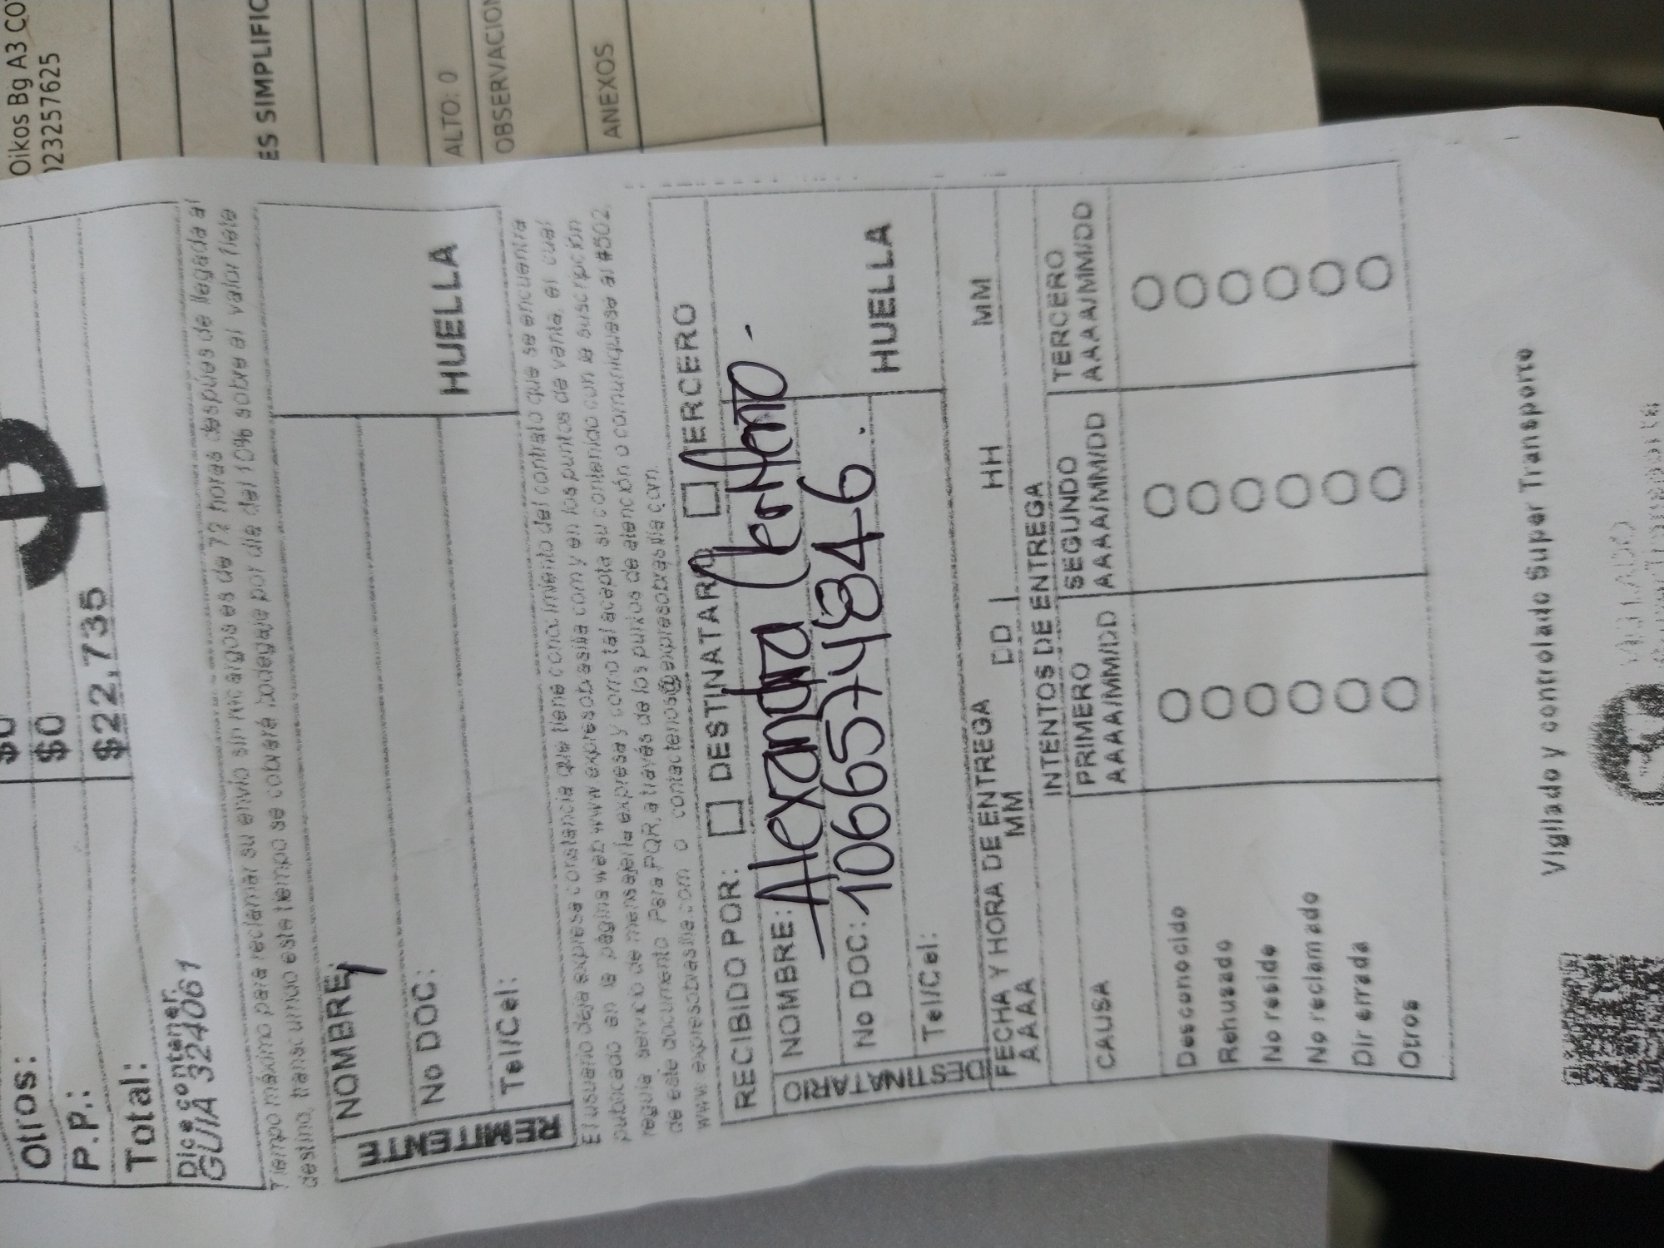 Oikos Bg A3
023257625
ES SIMPLIFIC
ALTO: 0
OBSERVACION
ANEXOS
Otros: $0
P.P.: $0
Total: $22,735
Dice contener:
GUIA 324061
Tiempo máximo para reclamar su envío sin recargos es de 72 horas después de llegada al
destino, transcurrido este tiempo se cobrará bodegaje por día del 10% sobre el valor flete
REMITENTE
NOMBRE:
No DOC:
Tel/Cel:
HUELLA
El usuario deja expresa constancia que tiene conocimiento del contrato que se encuentra
publicado en la página web www.expresobrasilia.com y en los puntos de venta, el cual
regula servicio de mensajería expresa y como tal acepta su contenido con la suscripción
de este documento. Para PQR, a través de los puntos de atención o comuníquese al #502,
www.expresobrasilia.com o contactenos@expresobrasilia.com
RECIBIDO POR: DESTINATARIO TERCERO
DESTINATARIO
NOMBRE: Alexandra
No DOC: 1066574846.
Tel/Cel:
HUELLA
FECHA Y HORA DE ENTREGA
AAAA MM DD HH MM
INTENTOS DE ENTREGA
CAUSA
PRIMERO SEGUNDO TERCERO
AAAA/MM/DD AAAA/MM/DD AAAA/MM/DD
Desconocido
Rehusado
No reside
No reclamado
Dir errada
Otros
Vigilado y controlado Super Transporte